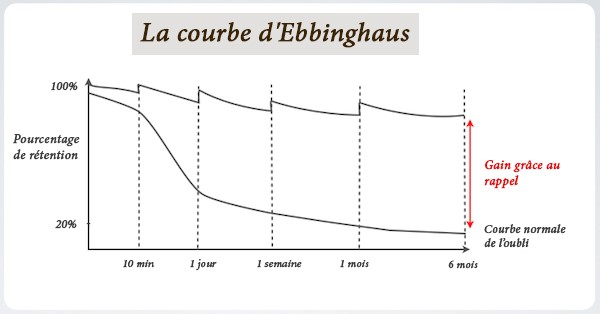 La courbe d'Ebbinghaus
100%
Pourcentage
de rétention
Gain grâce au
rappel
20%
Courbe normale
de l'oubli
10 min
1 jour
1 semaine
1 mois
6 mois